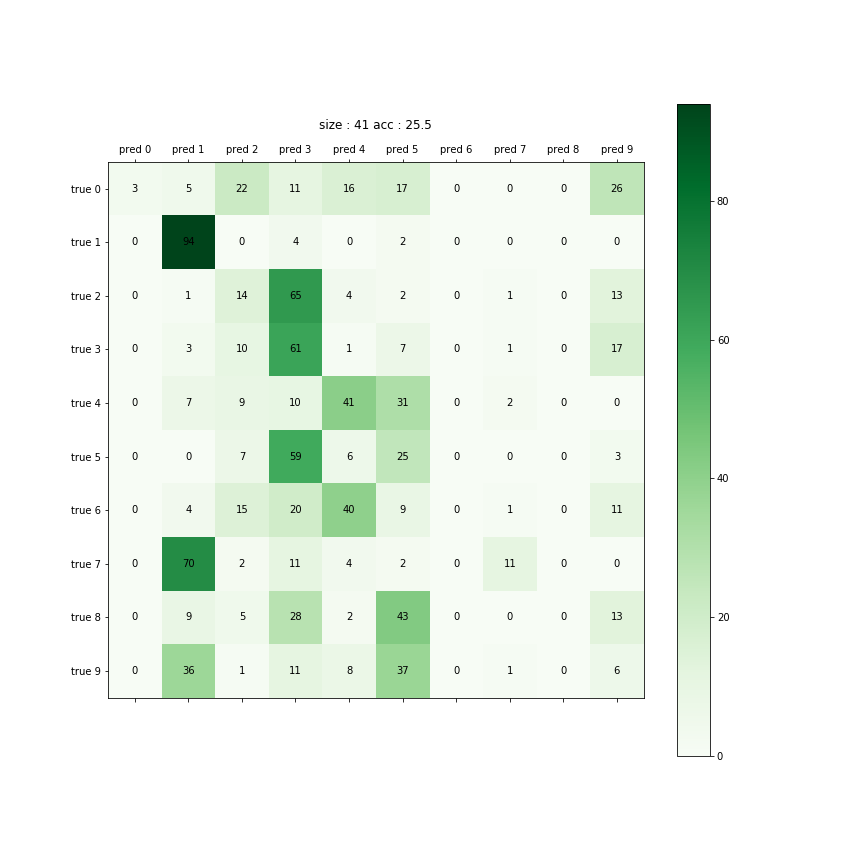 size : 41 acc : 25.5
pred 0 pred 1 pred 2 pred 3 pred 4 pred 5 pred 6 pred 7 pred 8 pred 9
true 0 3 5 22 11 16 17 0 0 0 26
true 1 0 94 0 4 0 2 0 0 0 0
true 2 0 1 14 65 4 2 0 1 0 13
true 3 0 3 10 61 1 7 0 1 0 17
true 4 0 7 9 10 41 31 0 2 0 0
true 5 0 0 7 59 6 25 0 0 0 3
true 6 0 4 15 20 40 9 0 1 0 11
true 7 0 70 2 11 4 2 0 11 0 0
true 8 0 9 5 28 2 43 0 0 0 13
true 9 0 36 1 11 8 37 0 1 0 6
80
60
40
20
0